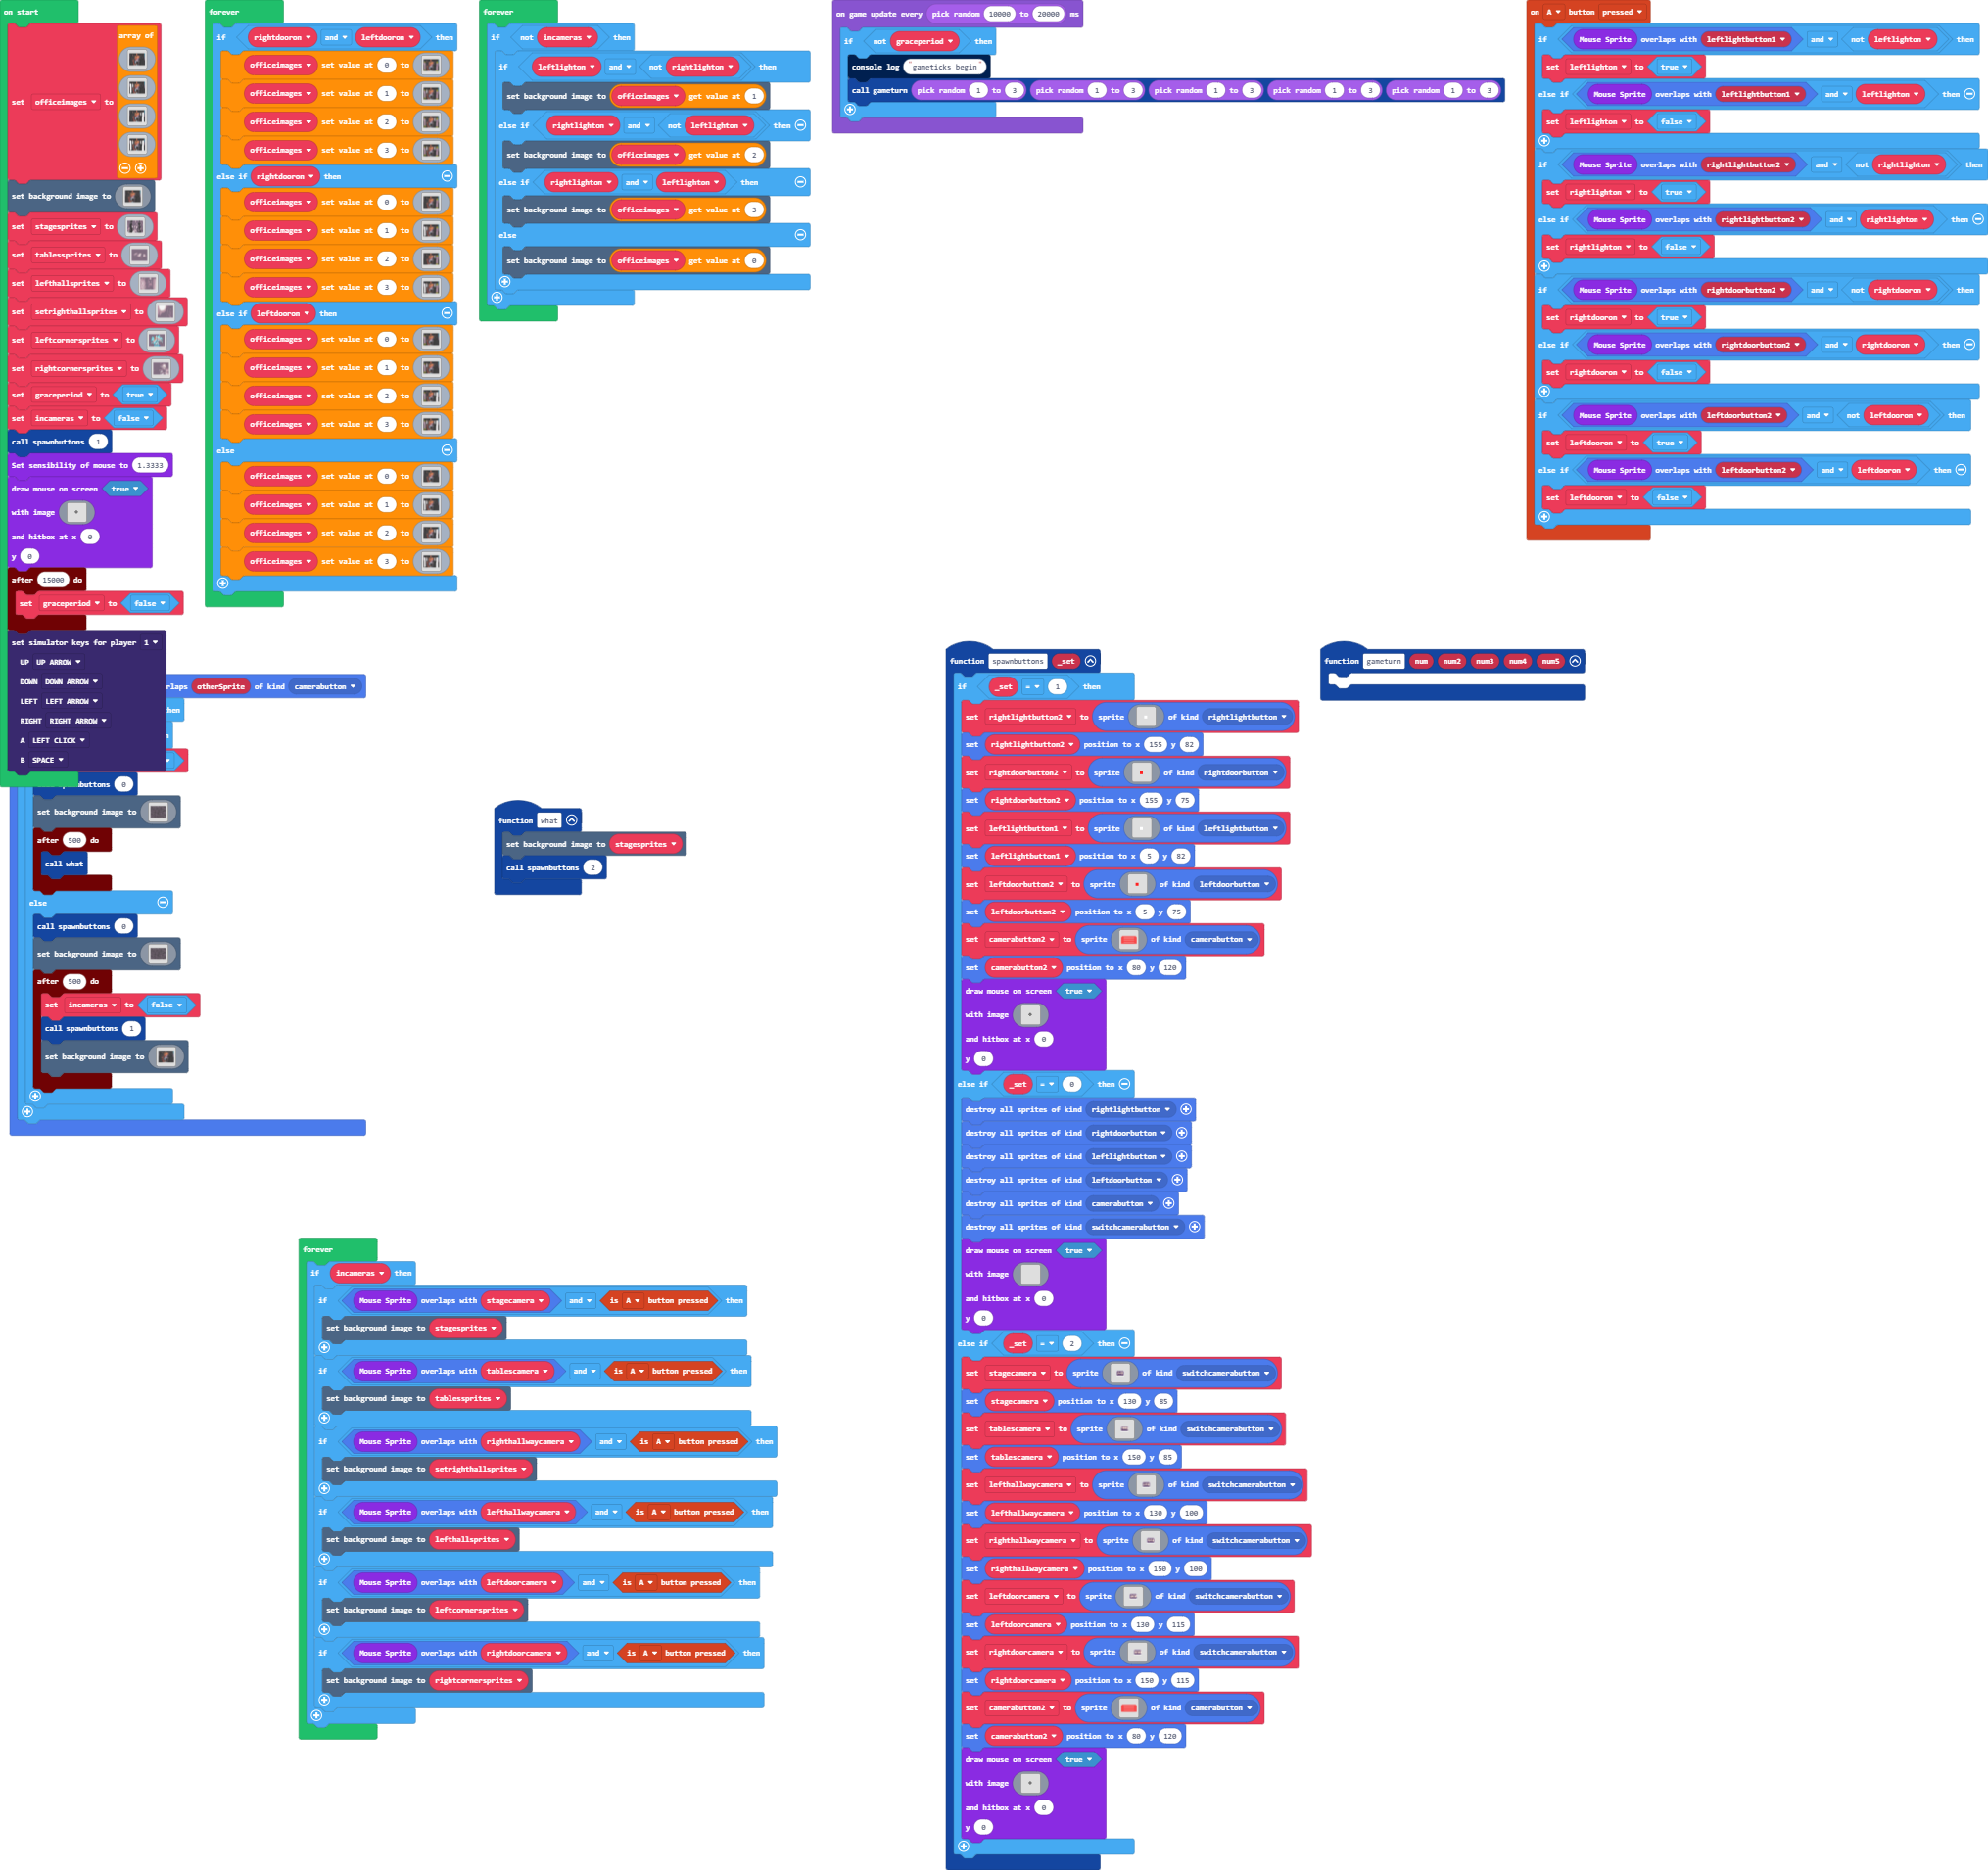 on start
set officeimages to
array of
set background image to
set stagesprites to
set tablessprites to
set lefthallsprites to
set setrighthallsprites to
set leftcornersprites to
set rightcornersprites to
set graceperiod to true
set incameras to false
call spawnbuttons 1
Set sensibility of mouse to 1.3333
draw mouse on screen true
with image
and hitbox at x 0
y 0
after 15000 do
set graceperiod to false
set simulator keys for player 1
UP UP ARROW
DOWN DOWN ARROW
LEFT LEFT ARROW
RIGHT RIGHT ARROW
A LEFT CLICK
B SPACE
rlaps otherSprite of kind camerabutton
hen
buttons 0
set background image to
after 500 do
call what
else
call spawnbuttons 0
set background image to
after 500 do
set incameras to false
call spawnbuttons 1
set background image to
forever
if rightdooron and leftdooron then
officeimages set value at 0 to
officeimages set value at 1 to
officeimages set value at 2 to
officeimages set value at 3 to
else if rightdooron then
officeimages set value at 0 to
officeimages set value at 1 to
officeimages set value at 2 to
officeimages set value at 3 to
else if leftdooron then
officeimages set value at 0 to
officeimages set value at 1 to
officeimages set value at 2 to
officeimages set value at 3 to
else
officeimages set value at 0 to
officeimages set value at 1 to
officeimages set value at 2 to
officeimages set value at 3 to
forever
if not incameras then
if leftlighton and not rightlighton then
set background image to officeimages get value at 1
else if rightlighton and not leftlighton then
set background image to officeimages get value at 2
else if rightlighton and leftlighton then
set background image to officeimages get value at 3
else
set background image to officeimages get value at 0
on game update every pick random 10000 to 20000 ms
if not graceperiod then
console log "gameticks begin"
call gameturn pick random 1 to 3 pick random 1 to 3 pick random 1 to 3 pick random 1 to 3 pick random 1 to 3
on A button pressed
if Mouse Sprite overlaps with leftlightbutton1 and not leftlighton then
set leftlighton to true
else if Mouse Sprite overlaps with leftlightbutton1 and leftlighton then
set leftlighton to false
if Mouse Sprite overlaps with rightlightbutton2 and not rightlighton then
set rightlighton to true
else if Mouse Sprite overlaps with rightlightbutton2 and rightlighton then
set rightlighton to false
if Mouse Sprite overlaps with rightdoorbutton2 and not rightdooron then
set rightdooron to true
else if Mouse Sprite overlaps with rightdoorbutton2 and rightdooron then
set rightdooron to false
if Mouse Sprite overlaps with leftdoorbutton2 and not leftdooron then
set leftdooron to true
else if Mouse Sprite overlaps with leftdoorbutton2 and leftdooron then
set leftdooron to false
function what
set background image to stagesprites
call spawnbuttons 2
function spawnbuttons _set
if _set = 1 then
set rightlightbutton2 to sprite of kind rightlightbutton
set rightlightbutton2 position to x 155 y 82
set rightdoorbutton2 to sprite of kind rightdoorbutton
set rightdoorbutton2 position to x 155 y 75
set leftlightbutton1 to sprite of kind leftlightbutton
set leftlightbutton1 position to x 5 y 82
set leftdoorbutton2 to sprite of kind leftdoorbutton
set leftdoorbutton2 position to x 5 y 75
set camerabutton2 to sprite of kind camerabutton
set camerabutton2 position to x 80 y 120
draw mouse on screen true
with image
and hitbox at x 0
y 0
else if _set = 0 then
destroy all sprites of kind rightlightbutton
destroy all sprites of kind rightdoorbutton
destroy all sprites of kind leftlightbutton
destroy all sprites of kind leftdoorbutton
destroy all sprites of kind camerabutton
destroy all sprites of kind switchcamerabutton
draw mouse on screen true
with image
and hitbox at x 0
y 0
else if _set = 2 then
set stagecamera to sprite of kind switchcamerabutton
set stagecamera position to x 130 y 85
set tablescamera to sprite of kind switchcamerabutton
set tablescamera position to x 150 y 85
set lefthallwaycamera to sprite of kind switchcamerabutton
set lefthallwaycamera position to x 130 y 100
set righthallwaycamera to sprite of kind switchcamerabutton
set righthallwaycamera position to x 150 y 100
set leftdoorcamera to sprite of kind switchcamerabutton
set leftdoorcamera position to x 130 y 115
set rightdoorcamera to sprite of kind switchcamerabutton
set rightdoorcamera position to x 150 y 115
set camerabutton2 to sprite of kind camerabutton
set camerabutton2 position to x 80 y 120
draw mouse on screen true
with image
and hitbox at x 0
y 0
function gameturn num num2 num3 num4 num5
forever
if incameras then
if Mouse Sprite overlaps with stagecamera and is A button pressed then
set background image to stagesprites
if Mouse Sprite overlaps with tablescamera and is A button pressed then
set background image to tablessprites
if Mouse Sprite overlaps with righthallwaycamera and is A button pressed then
set background image to setrighthallsprites
if Mouse Sprite overlaps with lefthallwaycamera and is A button pressed then
set background image to lefthallsprites
if Mouse Sprite overlaps with leftdoorcamera and is A button pressed then
set background image to leftcornersprites
if Mouse Sprite overlaps with rightdoorcamera and is A button pressed then
set background image to rightcornersprites